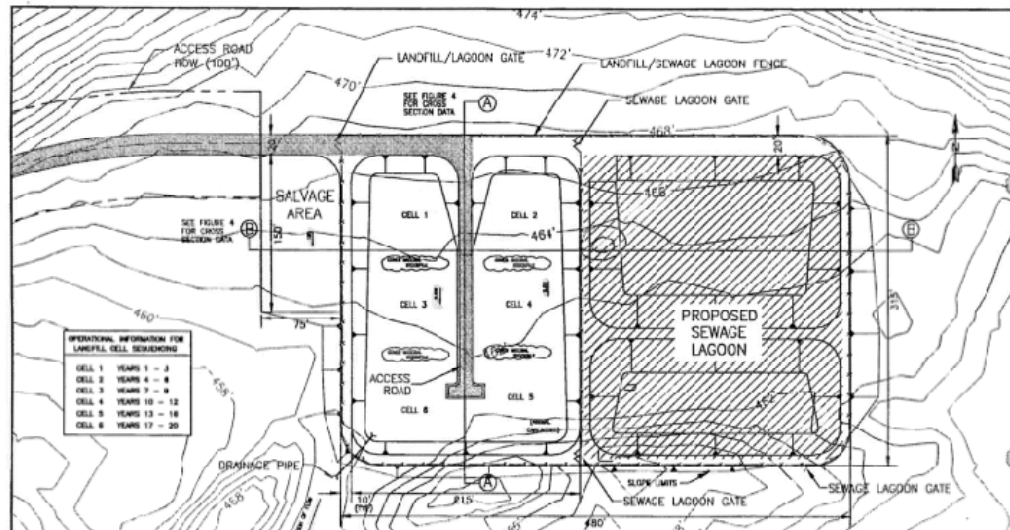 474'
ACCESS ROAD
ROW (100')
LANDFILL/LAGOON GATE
472'
470'
LANDFILL/SEWAGE LAGOON FENCE
SEE FIGURE 4
FOR CROSS
SECTION DATA
A
SEWAGE LAGOON GATE
468'
20'
20'
SALVAGE
AREA
466'
CELL 1
CELL 2
SEE FIGURE 4
FOR CROSS
SECTION DATA
B
464'
B
150'
CELL 3
CELL 4
315'
460'
75'
PROPOSED
SEWAGE
LAGOON
OPERATIONAL INFORMATION FOR
LANDFILL CELL SEQUENCING
CELL 1 YEARS 1 - 3
CELL 2 YEARS 4 - 6
CELL 3 YEARS 7 - 9
CELL 4 YEARS 10 - 12
CELL 5 YEARS 13 - 16
CELL 6 YEARS 17 - 20
458'
ACCESS
ROAD
CELL 6
CELL 5
462'
DRAINAGE PIPE
458'
A
SLOPE LIMITS
SEWAGE LAGOON GATE
SEWAGE LAGOON GATE
10'
215'
480'